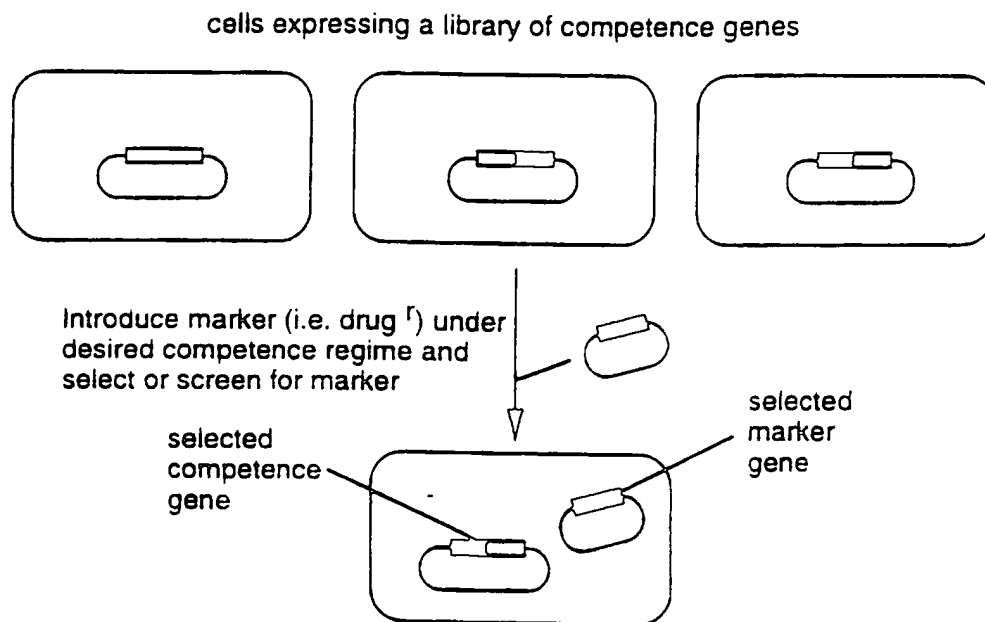 cells expressing a library of competence genes
Introduce marker (i.e. drug r) under
desired competence regime and
select or screen for marker
selected
marker
gene
selected
competence
gene